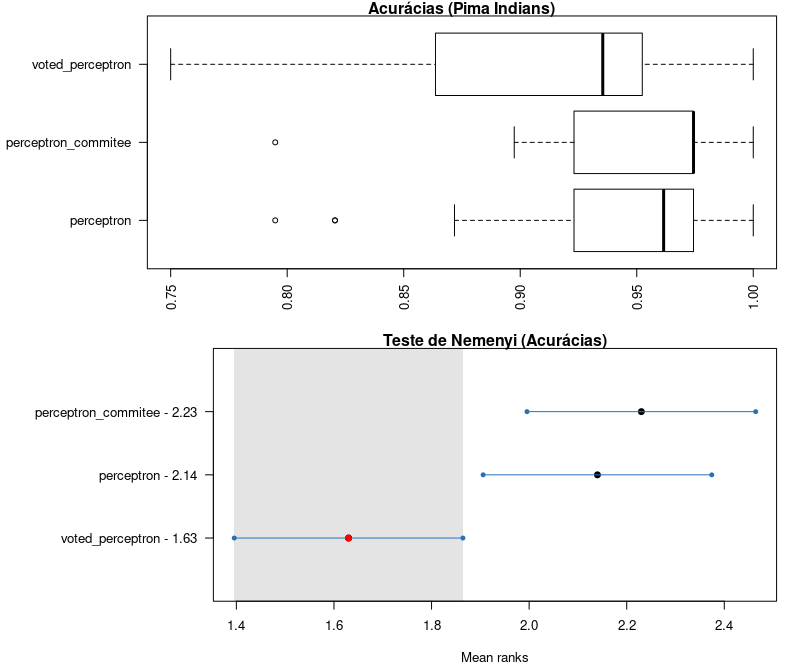 Acurácias (Pima Indians)
voted_perceptron
perceptron_commitee
perceptron
0.75 0.80 0.85 0.90 0.95 1.00
Teste de Nemenyi (Acurácias)
perceptron_commitee - 2.23
perceptron - 2.14
voted_perceptron - 1.63
1.4 1.6 1.8 2.0 2.2 2.4
Mean ranks